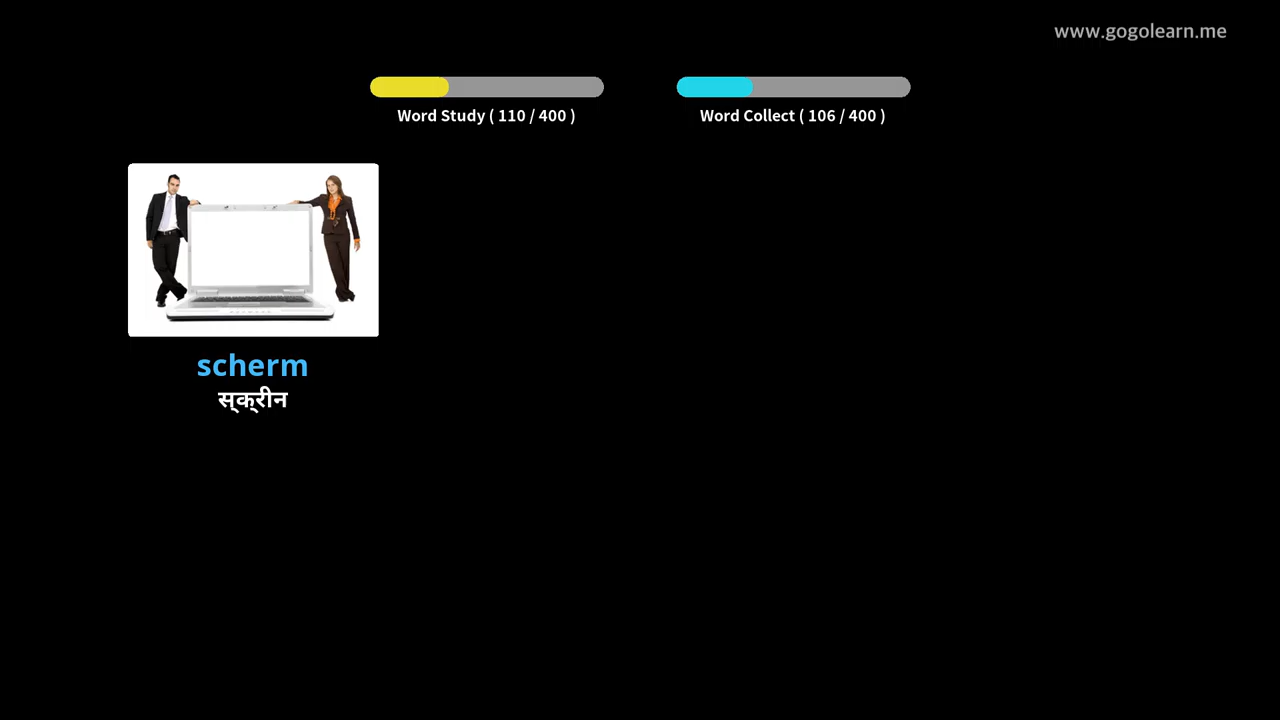 www.gogolearn.me
Word Study ( 110 / 400 )
Word Collect ( 106 / 400 )
scherm
स्क्रीन